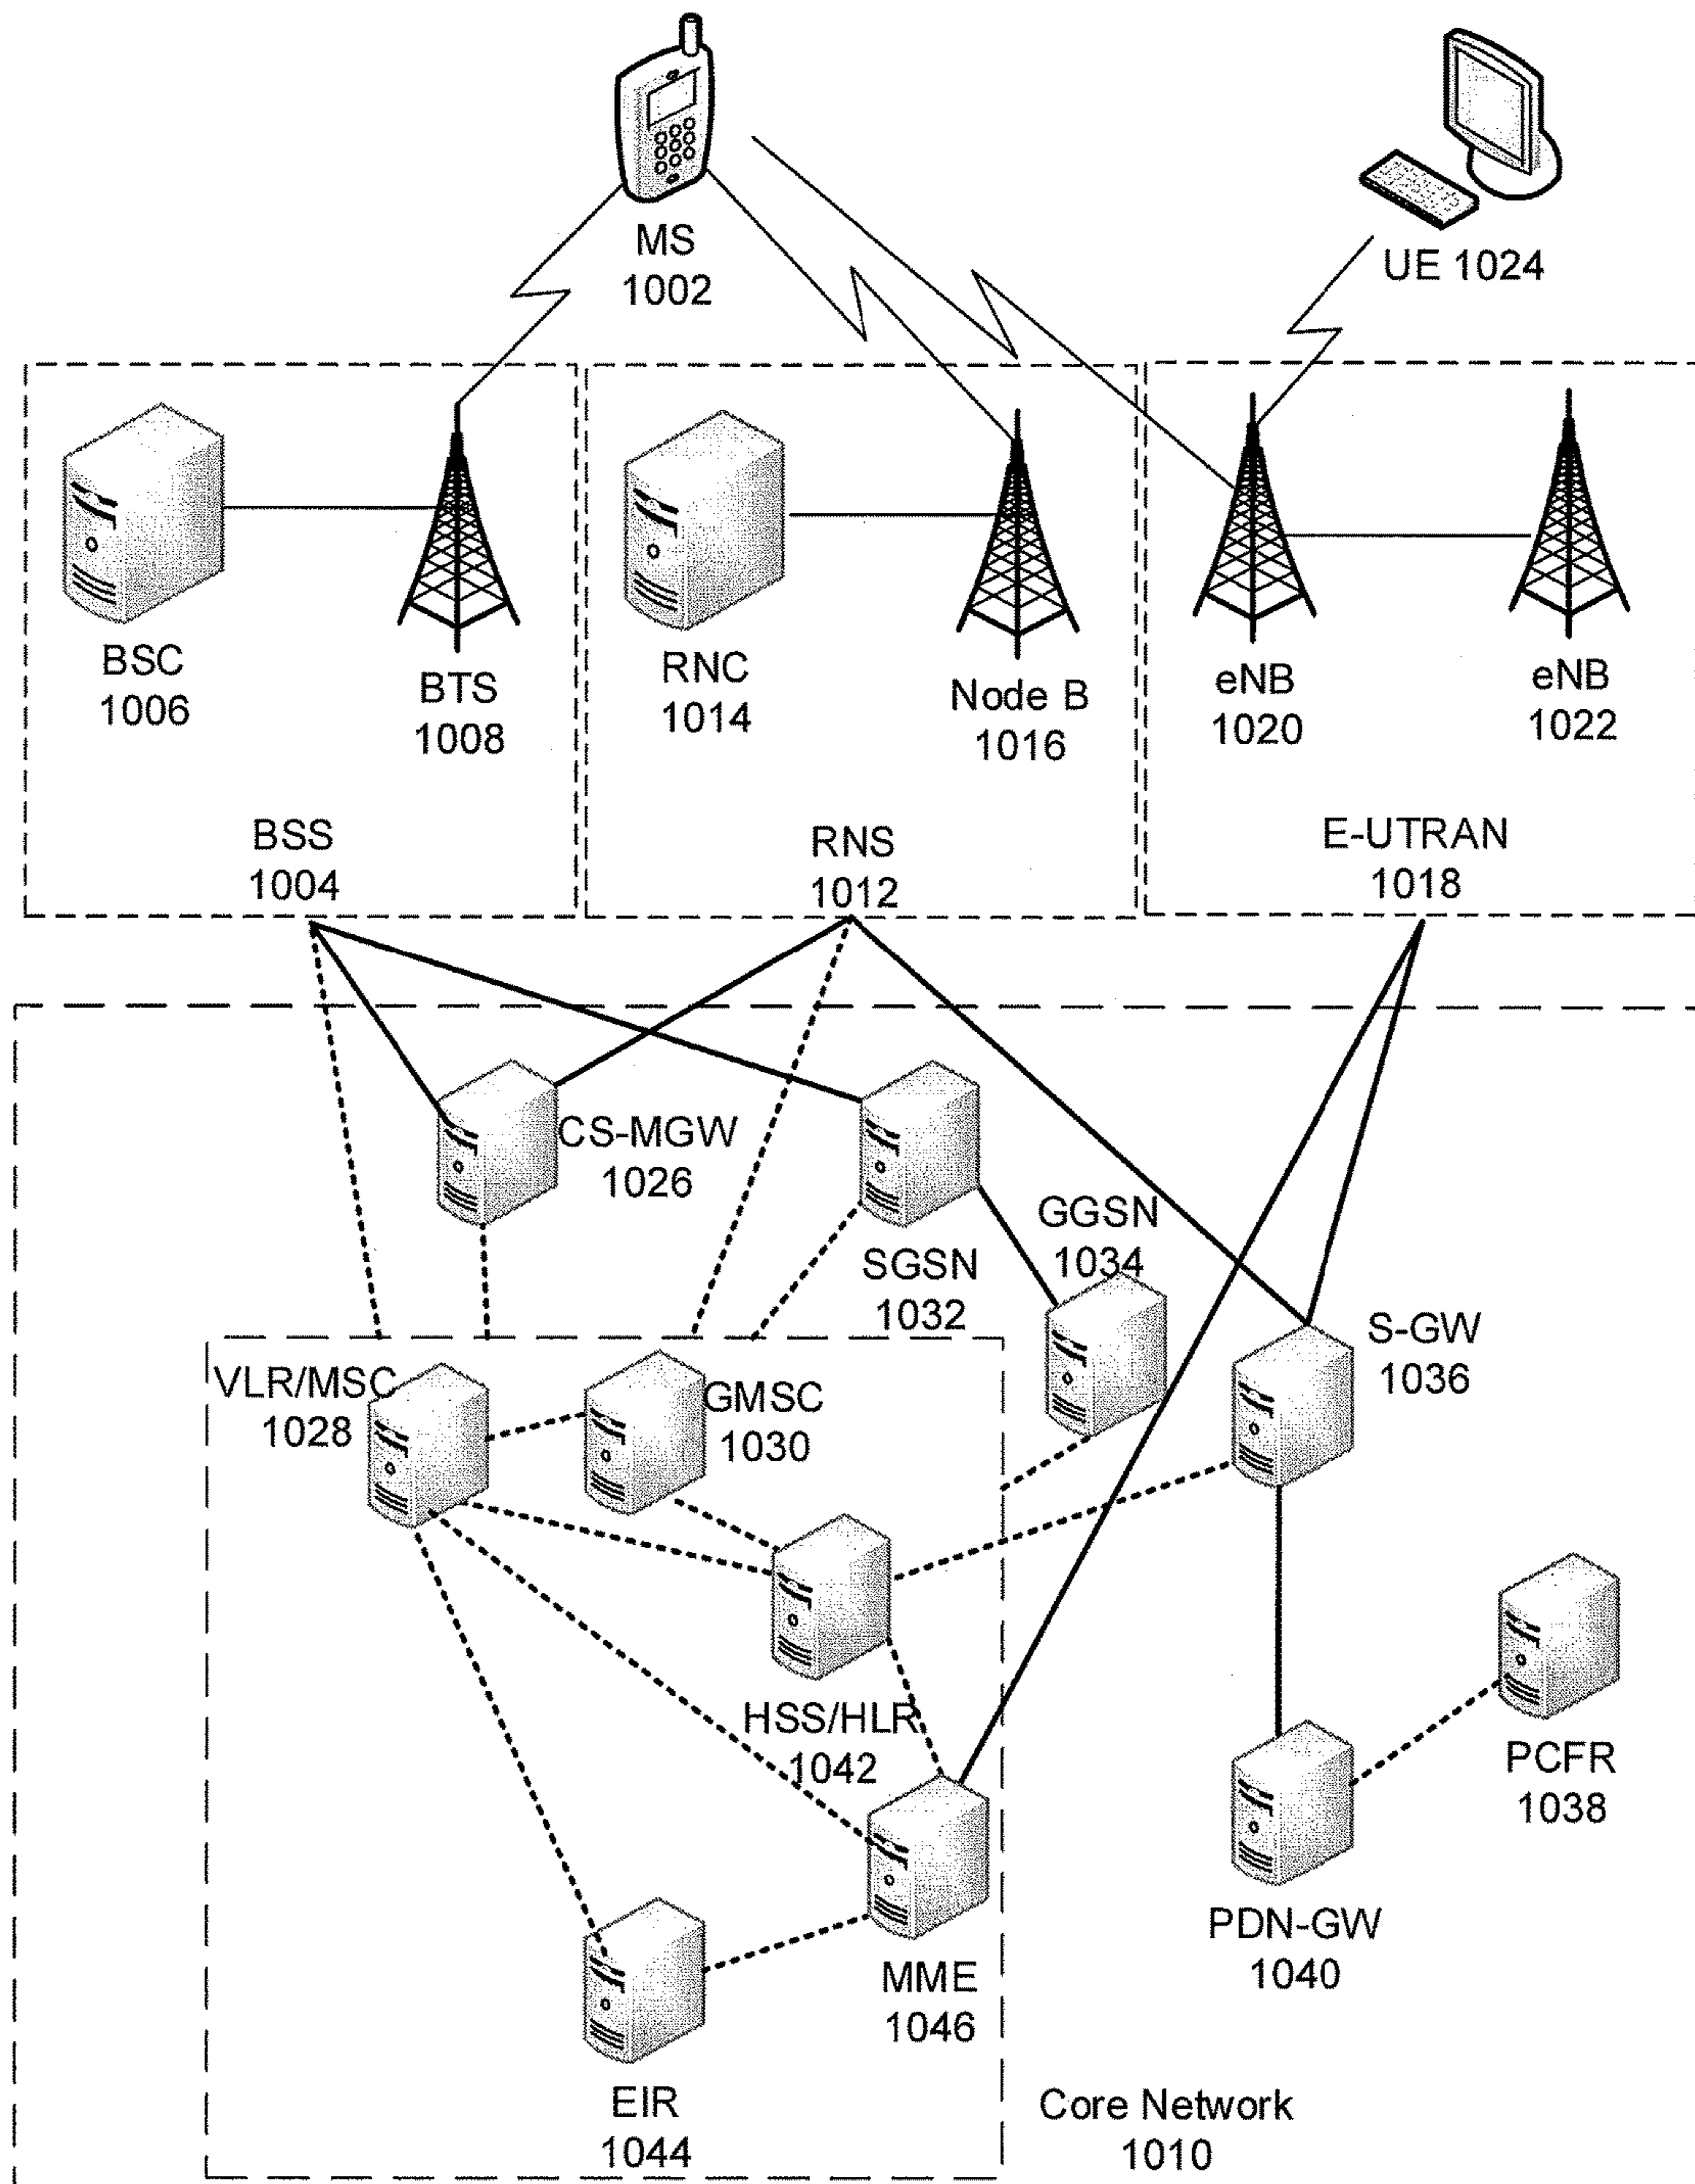 MS
1002
UE 1024
BSC
1006
BTS
1008
RNC
1014
Node B
1016
eNB
1020
eNB
1022
BSS
1004
RNS
1012
E-UTRAN
1018
CS-MGW
1026
SGSN
1032
GGSN
1034
S-GW
1036
VLR/MSC
1028
GMSC
1030
HSS/HLR
1042
PCFR
1038
PDN-GW
1040
MME
1046
EIR
1044
Core Network
1010